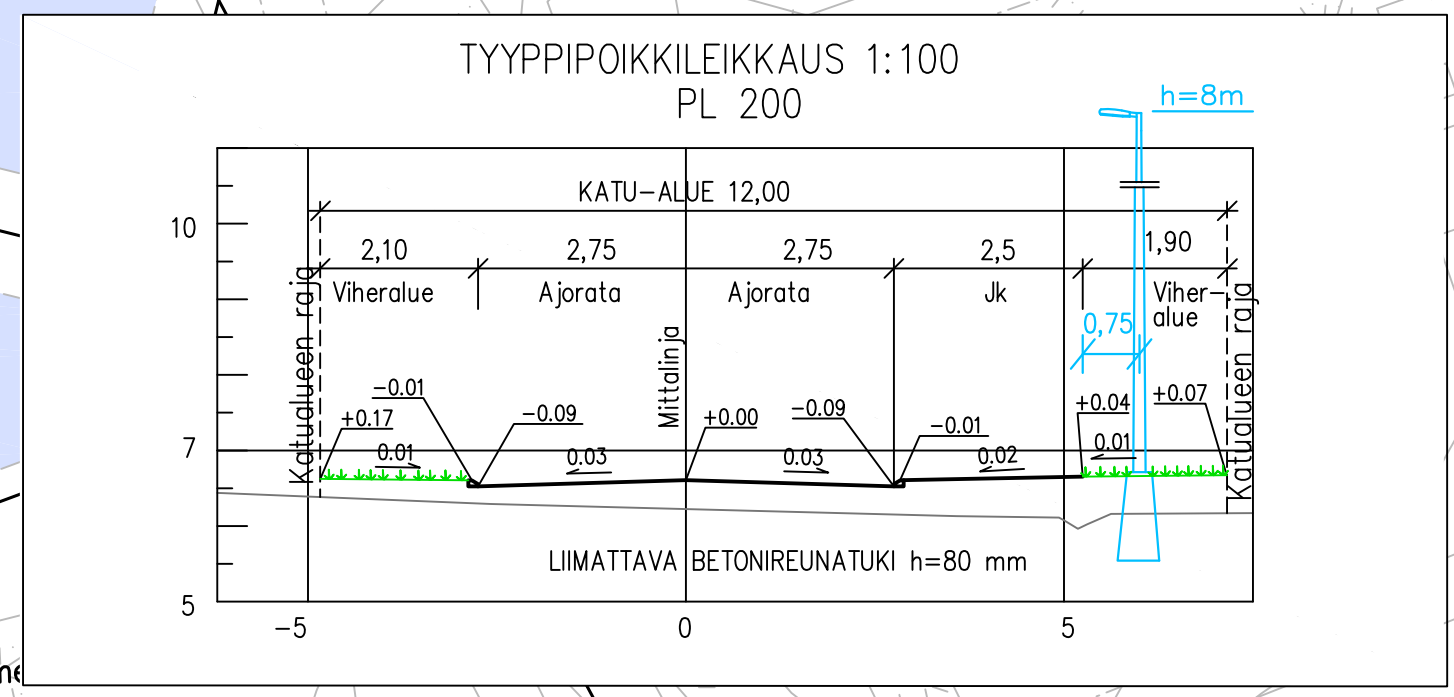 TYYPPIPOIKKILEIKKAUS 1:100
PL 200
h=8m
KATU-ALUE 12,00
10
2,10
2,75
2,75
2,5
1,90
Viheralue
Ajorata
Ajorata
Jk
Viher-
alue
Katualueen raja
Mittalinja
Katualueen raja
0,75
-0.01
+0.17
-0.09
+0.00
-0.09
-0.01
+0.04
+0.07
7
0.01
0.03
0.03
0.02
0.01
LIIMATTAVA BETONIREUNATUKI h=80 mm
5
-5
0
5